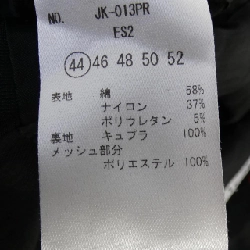 NO. JK-013PR
ES2
44 46 48 50 52
表地 綿 58%
ナイロン 37%
ポリウレタン 5%
裏地 キュプラ 100%
メッシュ部分
ポリエステル 100%